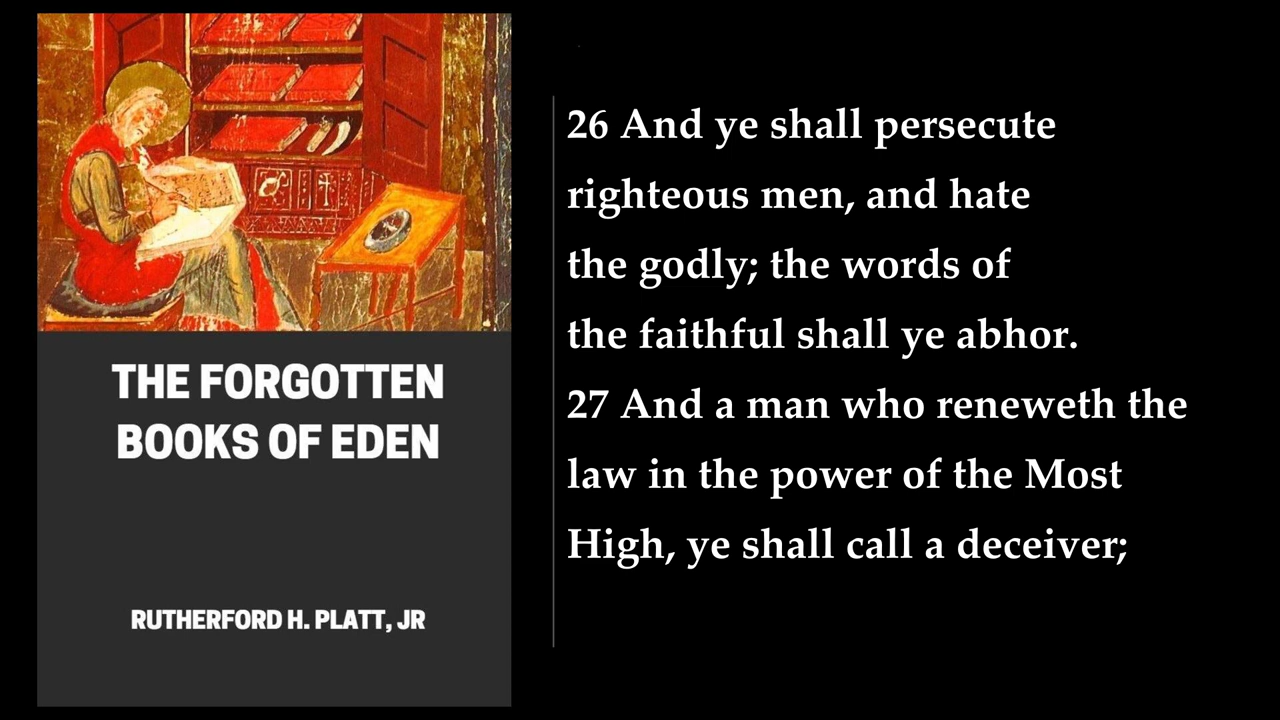 THE FORGOTTEN
BOOKS OF EDEN
RUTHERFORD H. PLATT, JR
26 And ye shall persecute
righteous men, and hate
the godly; the words of
the faithful shall ye abhor.
27 And a man who reneweth the
law in the power of the Most
High, ye shall call a deceiver;